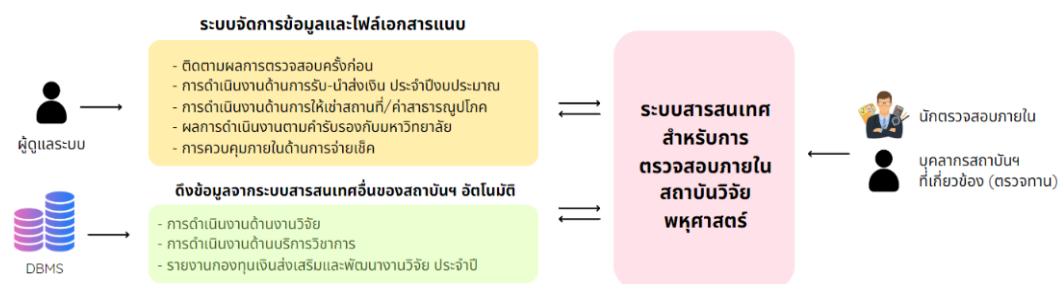 ระบบจัดการข้อมูลและไฟล์เอกสารแนบ
- ติดตามผลการตรวจสอบครั้งก่อน
- การดำเนินงานด้านการรับ-นำส่งเงิน ประจำปีงบประมาณ
- การดำเนินงานด้านการให้เช่าสถานที่/ค่าสาธารณูปโภค
- ผลการดำเนินงานตามคำรับรองกับมหาวิทยาลัย
- การควบคุมภายในด้านการจ่ายเช็ค
ผู้ดูแลระบบ
ดึงข้อมูลจากระบบสารสนเทศอื่นของสถาบันฯ อัตโนมัติ
- การดำเนินงานด้านงานวิจัย
- การดำเนินงานด้านบริการวิชาการ
- รายงานกองทุนเงินส่งเสริมและพัฒนางานวิจัย ประจำปี
DBMS
ระบบสารสนเทศ
สำหรับการ
ตรวจสอบภายใน
สถาบันวิจัย
พหุศาสตร์
นักตรวจสอบภายใน
บุคลากรสถาบันฯ
ที่เกี่ยวข้อง (ตรวจทาน)